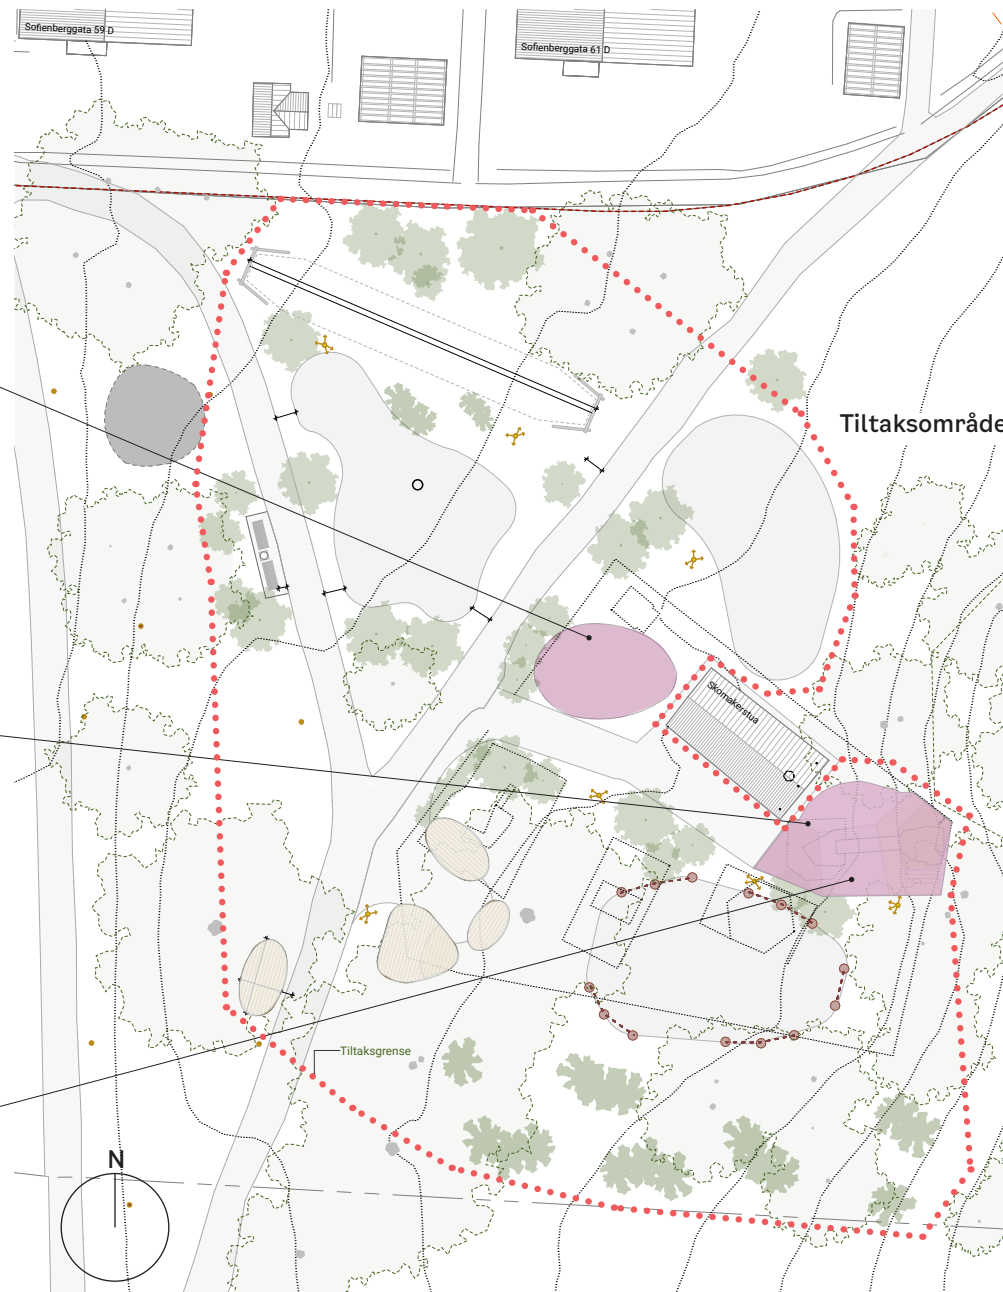 Sofienberggata 59 D
Sofienberggata 61 D
Tiltaksområde
Skomakerstua
Tiltaksgrense
N